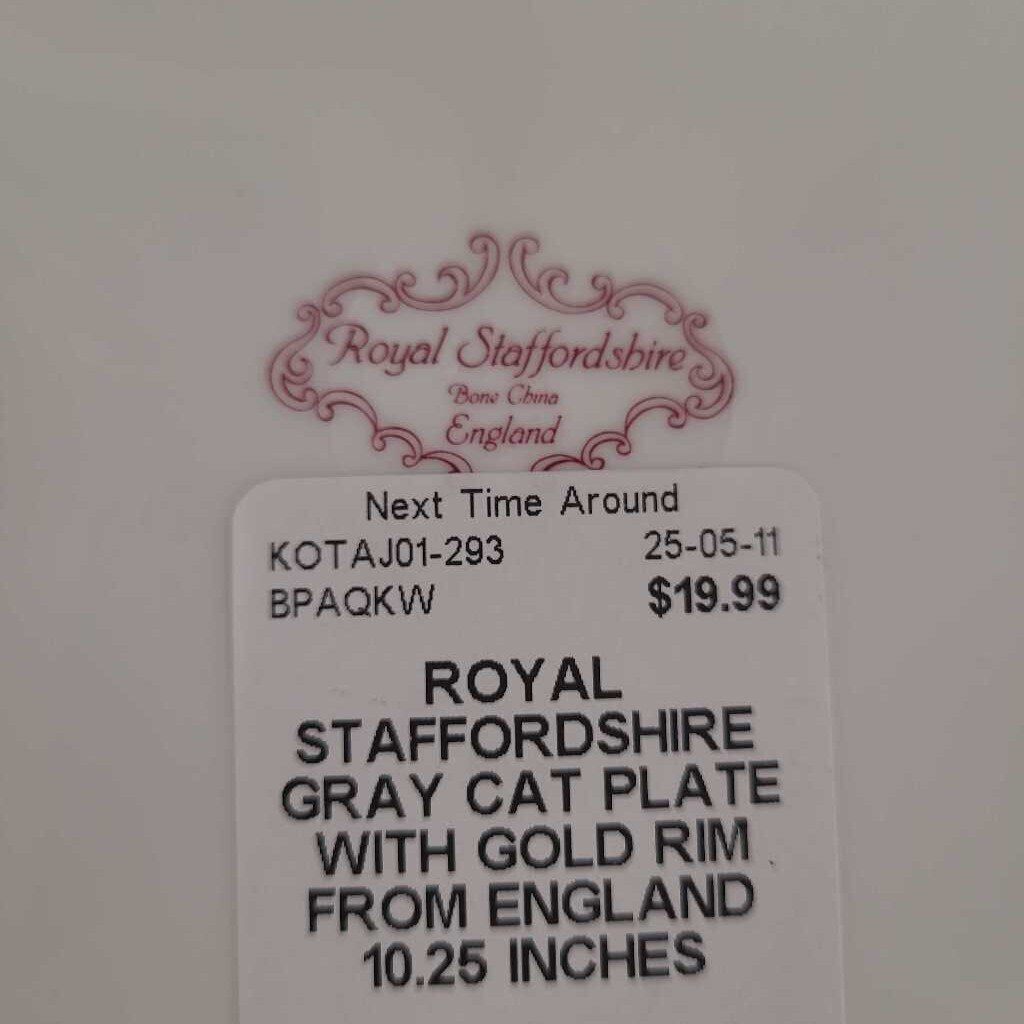 Royal Staffordshire
Bone China
England
Next Time Around
KOTAJ01-293 25-05-11
BPAQKW $19.99
ROYAL
STAFFORDSHIRE
GRAY CAT PLATE
WITH GOLD RIM
FROM ENGLAND
10.25 INCHES